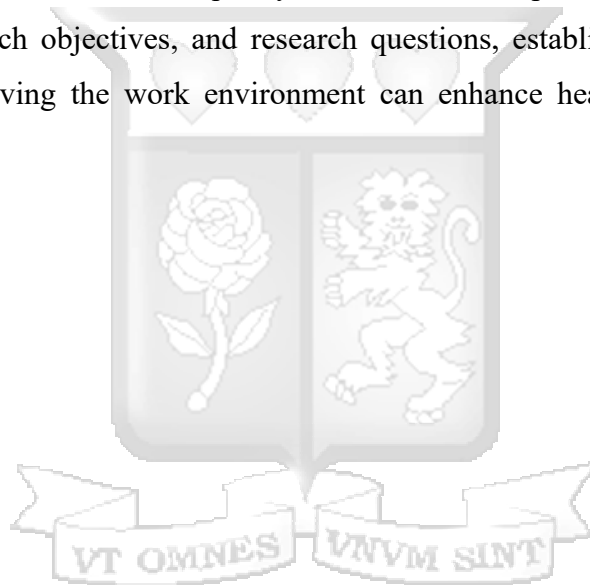 ch objectives, and research questions, establi
ving the work environment can enhance hea
VT OMNES VNVM SINT